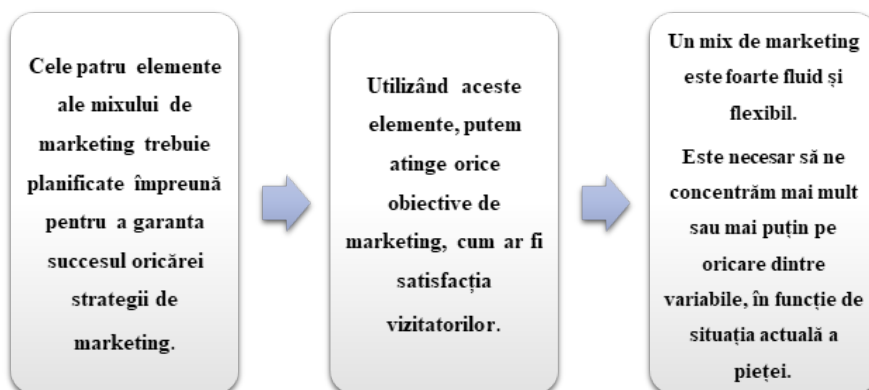 Cele patru elemente
ale mixului de
marketing trebuie
planificate împreună
pentru a garanta
succesul oricărei
strategii de
marketing.
Utilizând aceste
elemente, putem
atinge orice
obiective de
marketing, cum ar fi
satisfacția
vizitatorilor.
Un mix de marketing
este foarte fluid și
flexibil.
Este necesar să ne
concentrăm mai mult
sau mai puțin pe
oricare dintre
variabile, în funcție de
situația actuală a
pieței.